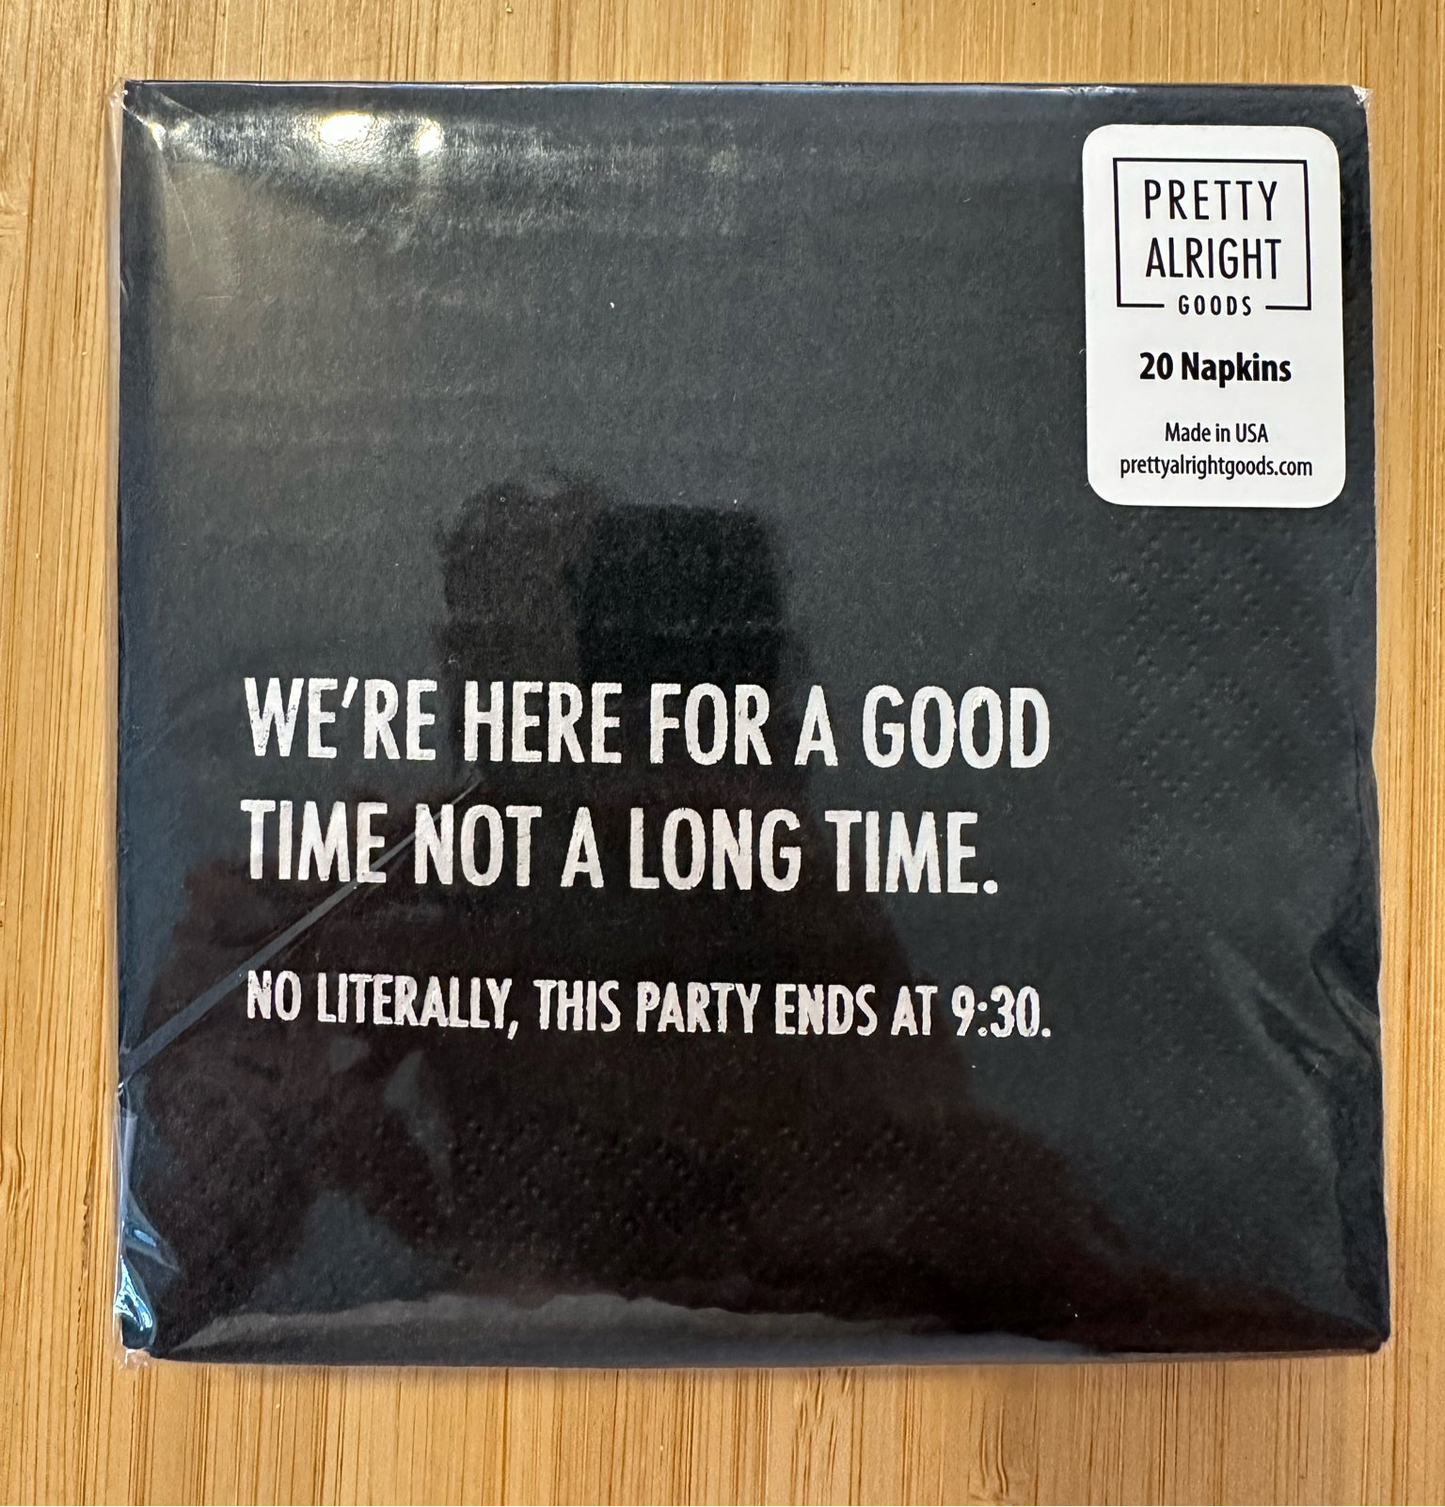 PRETTY
ALRIGHT
GOODS
20 Napkins
Made in USA
prettyalrightgoods.com
WE'RE HERE FOR A GOOD
TIME NOT A LONG TIME.
NO LITERALLY, THIS PARTY ENDS AT 9:30.